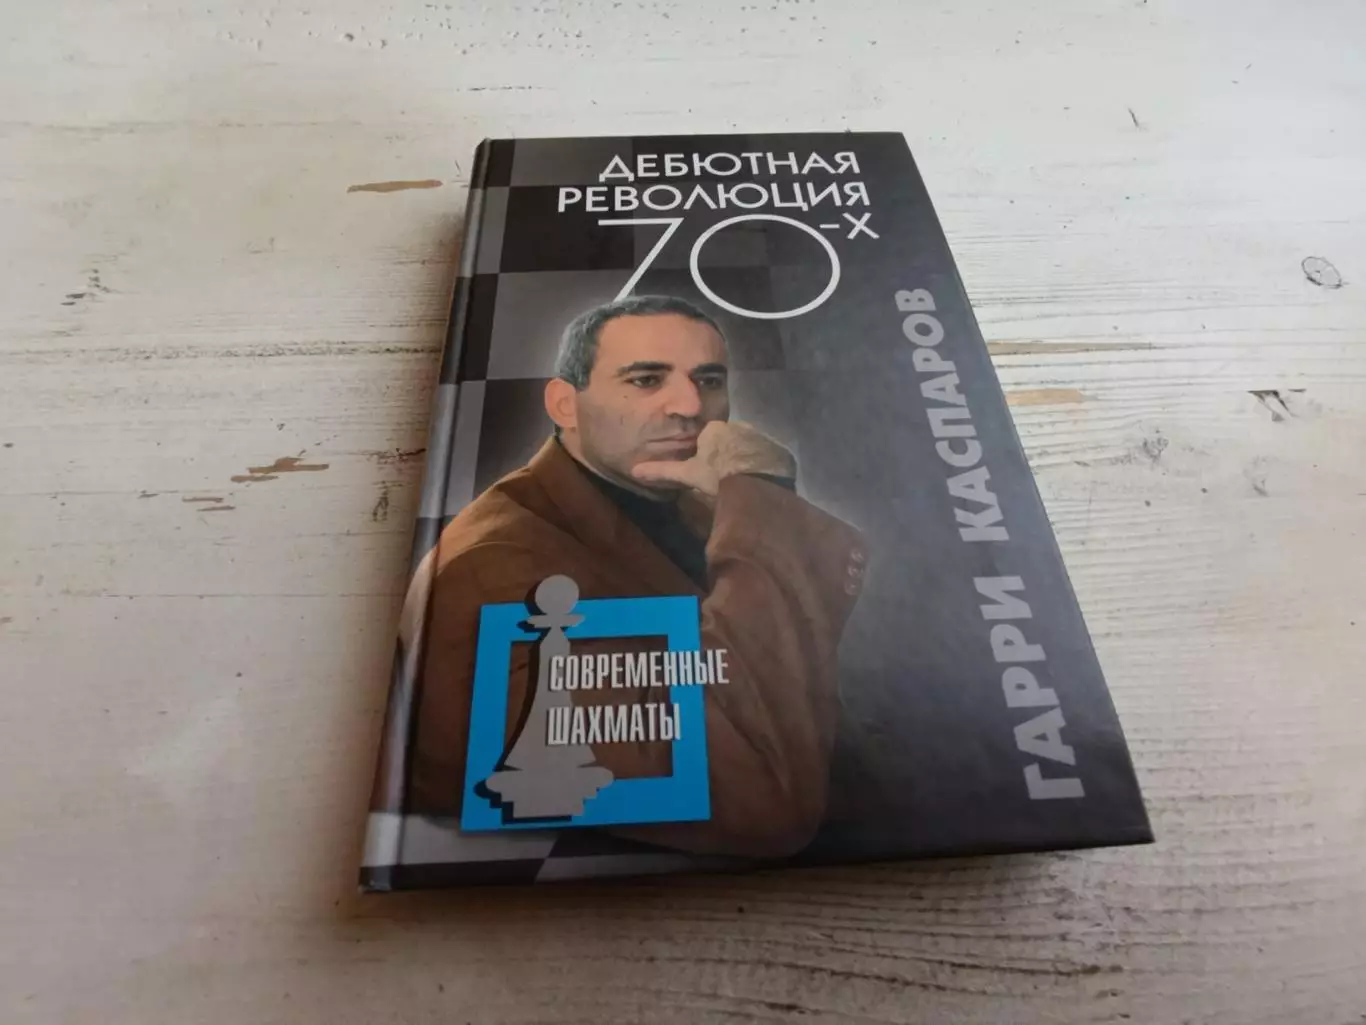 ДЕБЮТНАЯ
РЕВОЛЮЦИЯ
70-Х
ГАРРИ КАСПАРОВ
СОВРЕМЕННЫЕ
ШАХМАТЫ